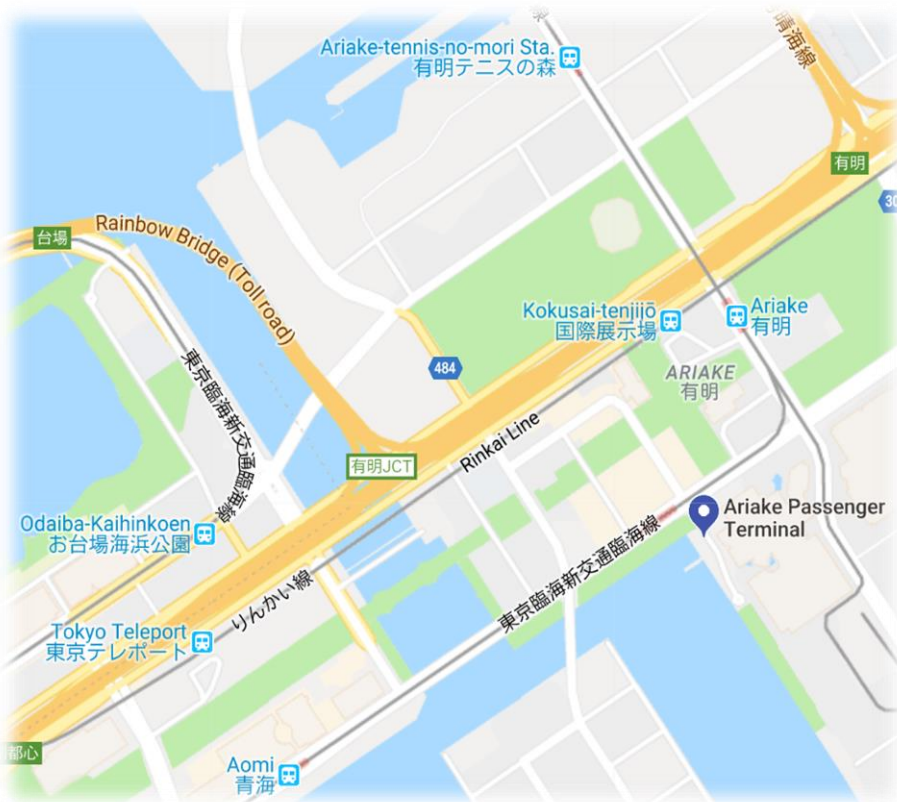 Ariake-tennis-no-mori Sta.
有明テニスの森
晴海線
有明
30
Rainbow Bridge (Toll road)
台場
Kokusai-tenjijō
国際展示場
Ariake
有明
ARIAKE
有明
484
東京臨海新交通臨海線
Rinkai Line
有明JCT
Ariake Passenger
Terminal
Odaiba-Kaihinkoen
お台場海浜公園
東京臨海新交通臨海線
りんかい線
Tokyo Teleport
東京テレポート
都心
Aomi
青海